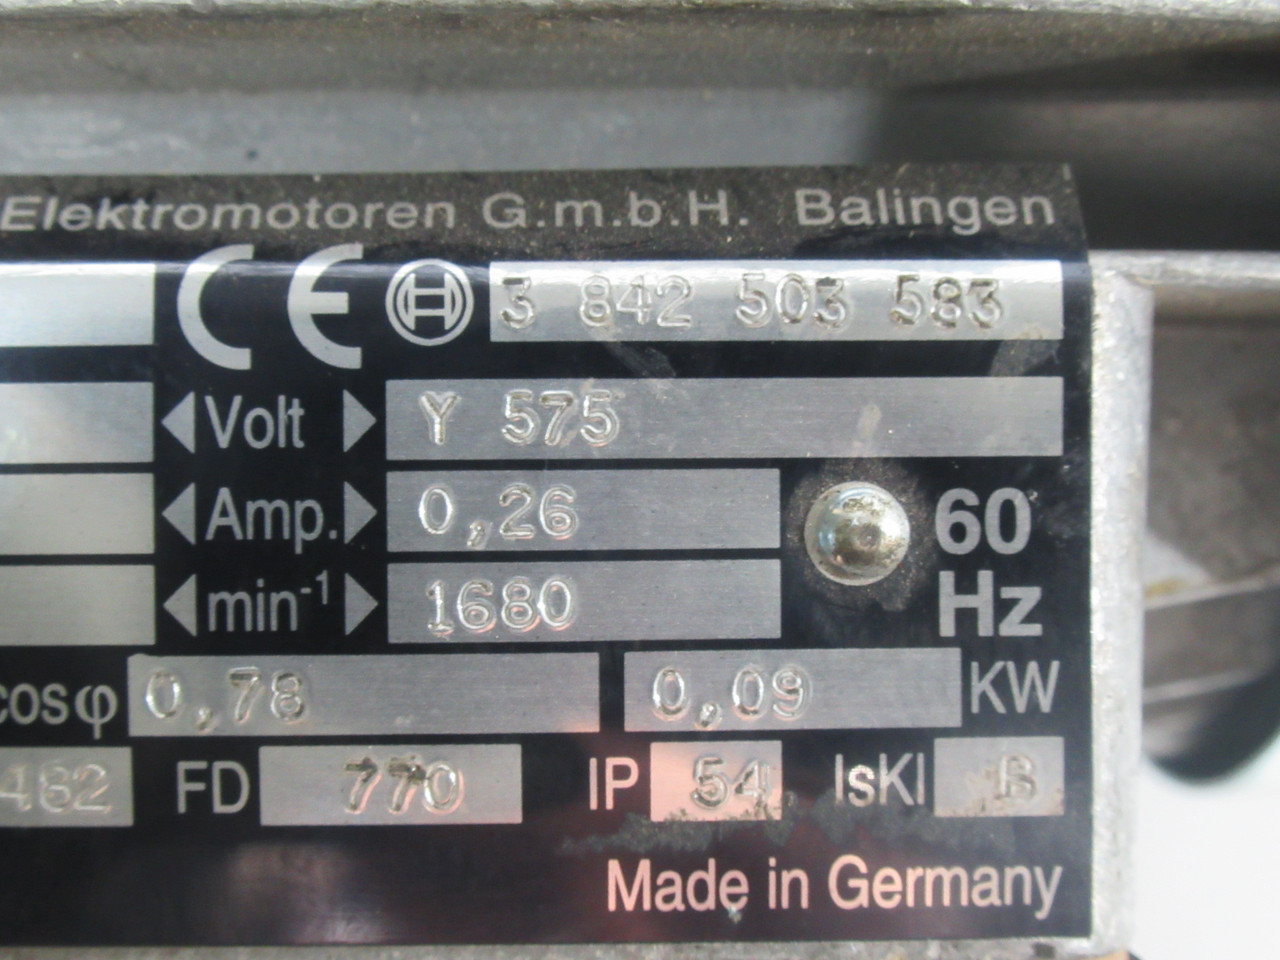 Elektromotoren G.m.b.H. Balingen
CE 3 842 503 583
Volt Y 575
Amp. 0,26
60
min-1 1680
Hz
cosφ 0,78 0,09 KW
482 FD 770 IP 54 IsKl B
Made in Germany